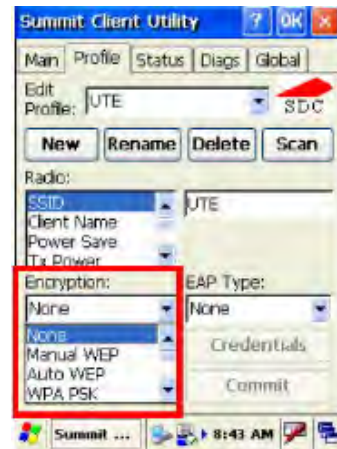 Summit Client Utility ? OK ×
Main Profile Status Diags Global
Edit Profile: UTE SDC
New Rename Delete Scan
Radio:
SSID
Client Name
Power Save
Tx Power
UTE
Encryption: EAP Type:
None None
None
Manual WEP
Auto WEP
WPA PSK
Credentials
Commit
Summit ... 8:43 AM